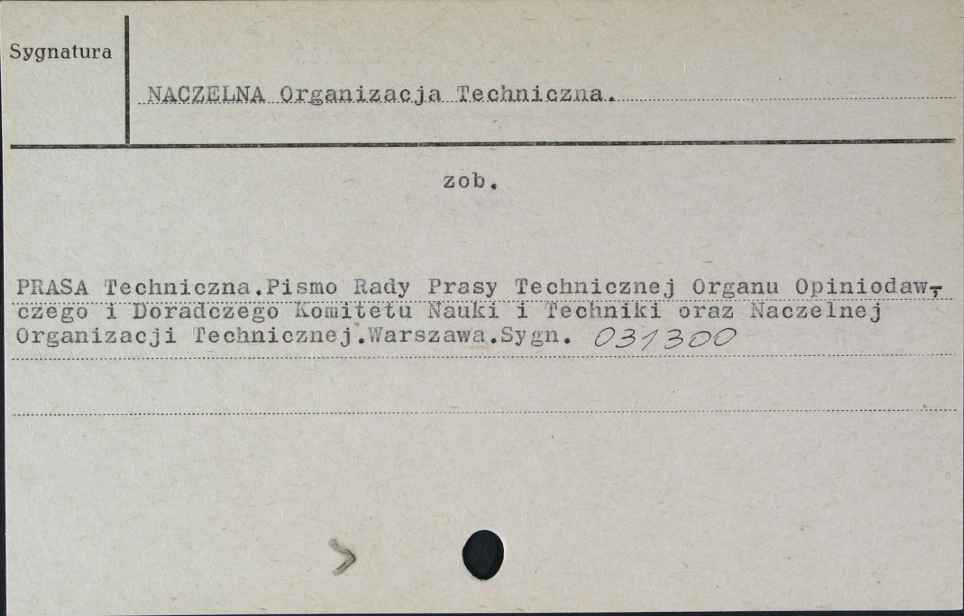 Sygnatura
NACZELNA Organizacja Techniczna.
zob.
PRASA Techniczna.Pismo Rady Prasy Technicznej Organu Opiniodaw-
czego i Doradczego Komitetu Nauki i Techniki oraz Naczelnej
Organizacji Technicznej.Warszawa.Sygn. 031300